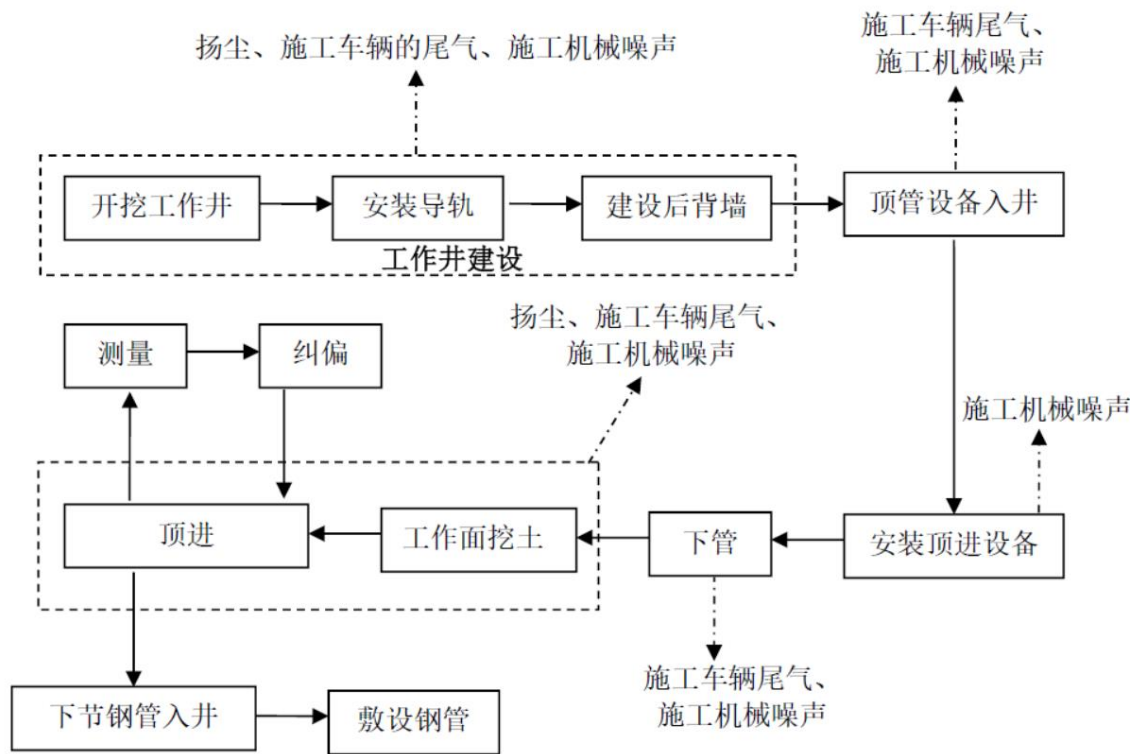 扬尘、施工车辆的尾气、施工机械噪声
施工车辆尾气、
施工机械噪声
开挖工作井
安装导轨
建设后背墙
顶管设备入井
工作井建设
扬尘、施工车辆尾气、
施工机械噪声
测量
纠偏
施工机械噪声
顶进
工作面挖土
下管
安装顶进设备
施工车辆尾气、
施工机械噪声
下节钢管入井
敷设钢管